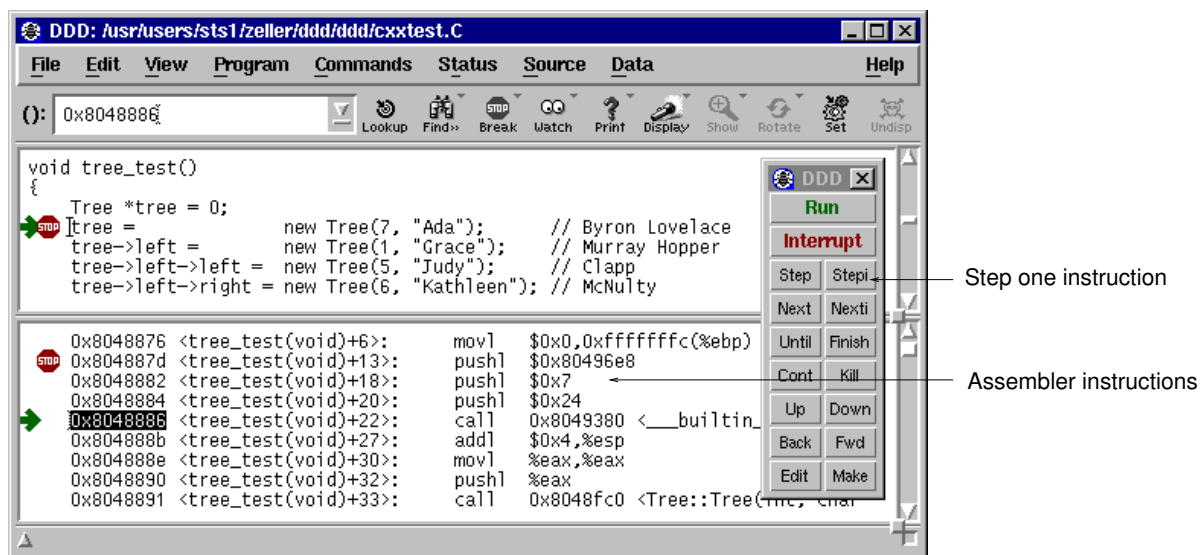 DDD: /usr/users/sts1/zeller/ddd/ddd/cxxtest.C
File Edit View Program Commands Status Source Data Help
(): 0x8048886 Lookup Find» Break Watch Print Display Show Rotate Set Undisp
void tree_test()
{
    Tree *tree = 0;
STOP tree =               new Tree(7, "Ada");      // Byron Lovelace
    tree->left =         new Tree(1, "Grace");    // Murray Hopper
    tree->left->left =   new Tree(5, "Judy");     // Clapp
    tree->left->right = new Tree(6, "Kathleen"); // McNulty
0x8048876 <tree_test(void)+6>:     movl    $0x0,0xfffffffc(%ebp)
STOP 0x804887d <tree_test(void)+13>:    pushl   $0x80496e8
0x8048882 <tree_test(void)+18>:    pushl   $0x7
0x8048884 <tree_test(void)+20>:    pushl   $0x24
0x8048886 <tree_test(void)+22>:    call    0x8049380 <___builtin_
0x804888b <tree_test(void)+27>:    addl    $0x4,%esp
0x804888e <tree_test(void)+30>:    movl    %eax,%eax
0x8048890 <tree_test(void)+32>:    pushl   %eax
0x8048891 <tree_test(void)+33>:    call    0x8048fc0 <Tree::Tree(int, char
DDD
Run
Interrupt
Step Stepi
Next Nexti
Until Finish
Cont Kill
Up Down
Back Fwd
Edit Make
Step one instruction
Assembler instructions